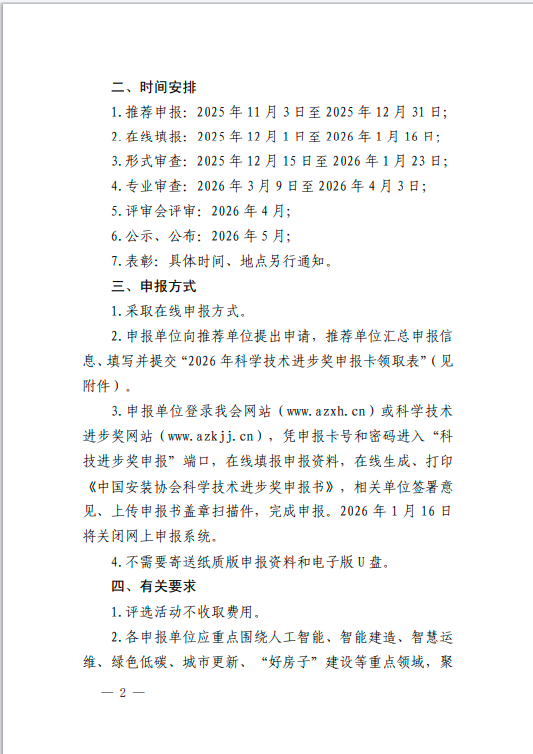 二、时间安排
1.推荐申报：2025 年 11 月 3 日至 2025 年 12 月 31 日；
2.在线填报：2025 年 12 月 1 日至 2026 年 1 月 16 日；
3.形式审查：2025 年 12 月 15 日至 2026 年 1 月 23 日；
4.专业审查：2026 年 3 月 9 日至 2026 年 4 月 3 日；
5.评审会评审：2026 年 4 月；
6.公示、公布：2026 年 5 月；
7.表彰：具体时间、地点另行通知。
三、申报方式
1.采取在线申报方式。
2.申报单位向推荐单位提出申请，推荐单位汇总申报信
息、填写并提交“2026 年科学技术进步奖申报卡领取表”（见
附件）。
3.申报单位登录我会网站（www.azxh.cn）或科学技术
进步奖网站（www.azkjj.cn），凭申报卡号和密码进入“科
技进步奖申报”端口，在线填报申报资料，在线生成、打印
《中国安装协会科学技术进步奖申报书》，相关单位签署意
见、上传申报书盖章扫描件，完成申报。2026 年 1 月 16 日
将关闭网上申报系统。
4.不需要寄送纸质版申报资料和电子版 U 盘。
四、有关要求
1.评选活动不收取费用。
2.各申报单位应重点围绕人工智能、智能建造、智慧运
维、绿色低碳、城市更新、“好房子”建设等重点领域，聚
— 2 —